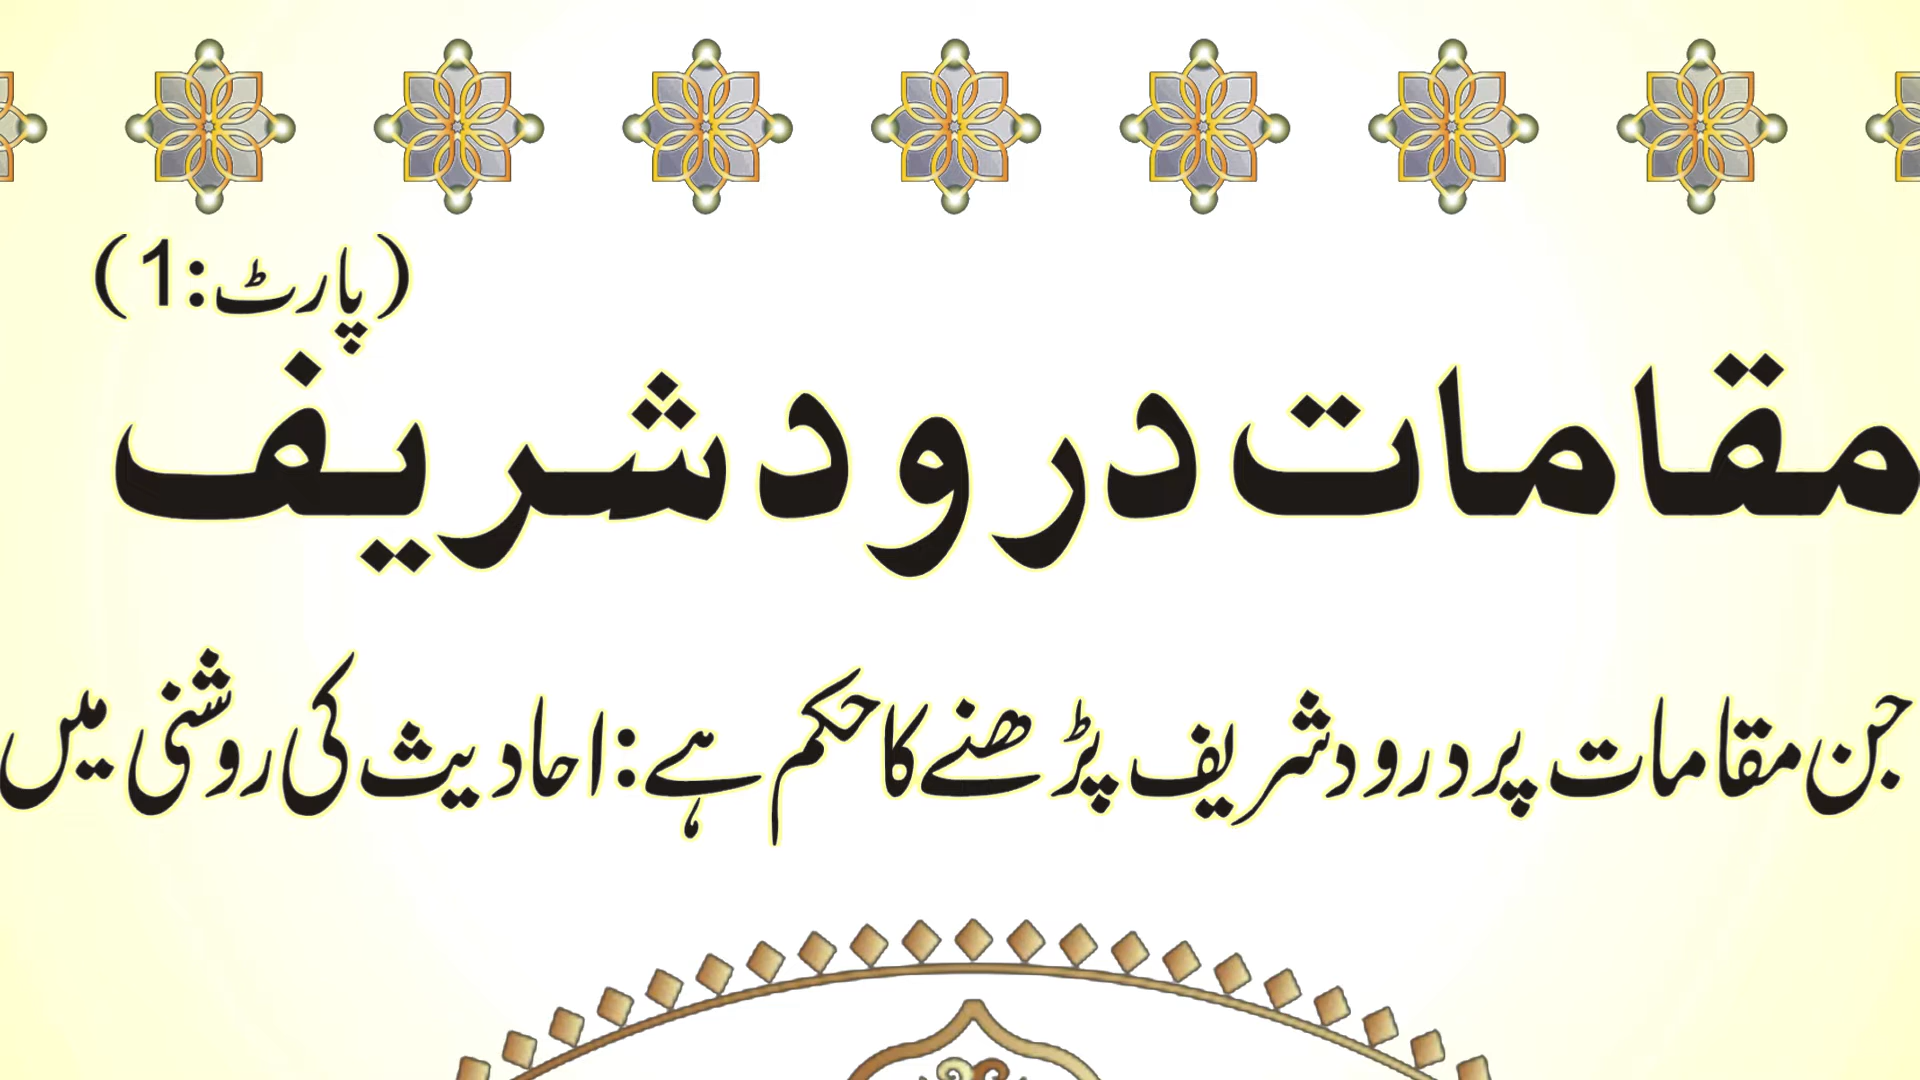 (پارٹ:1)
مقامات درود شریف
جن مقامات پر درود شریف پڑھنے کا حکم ہے: احادیث کی روشنی میں